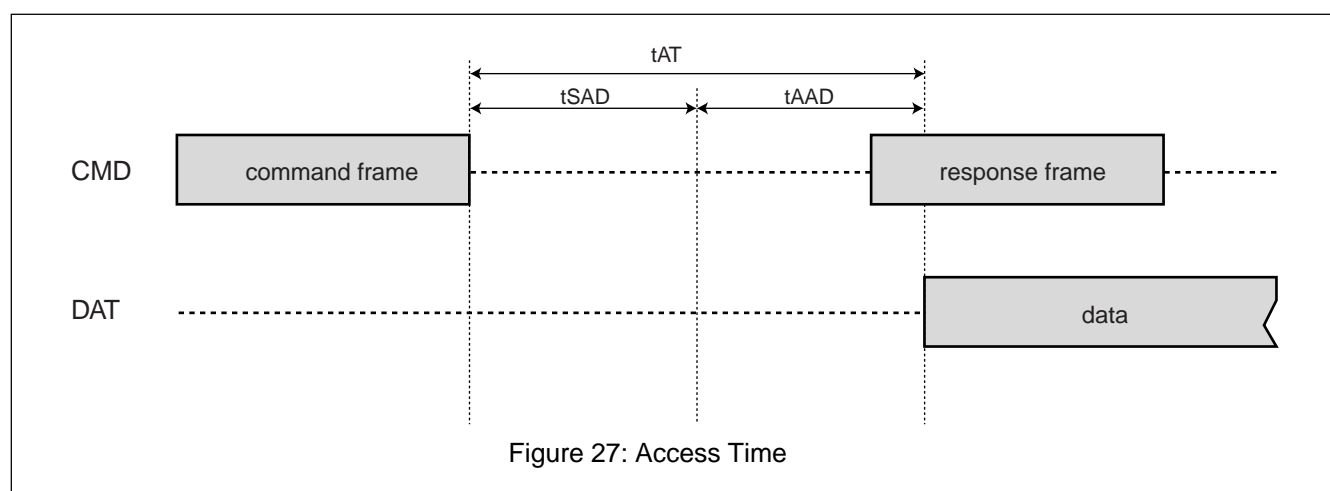 tAT
tSAD tAAD
CMD command frame response frame
DAT data
Figure 27: Access Time